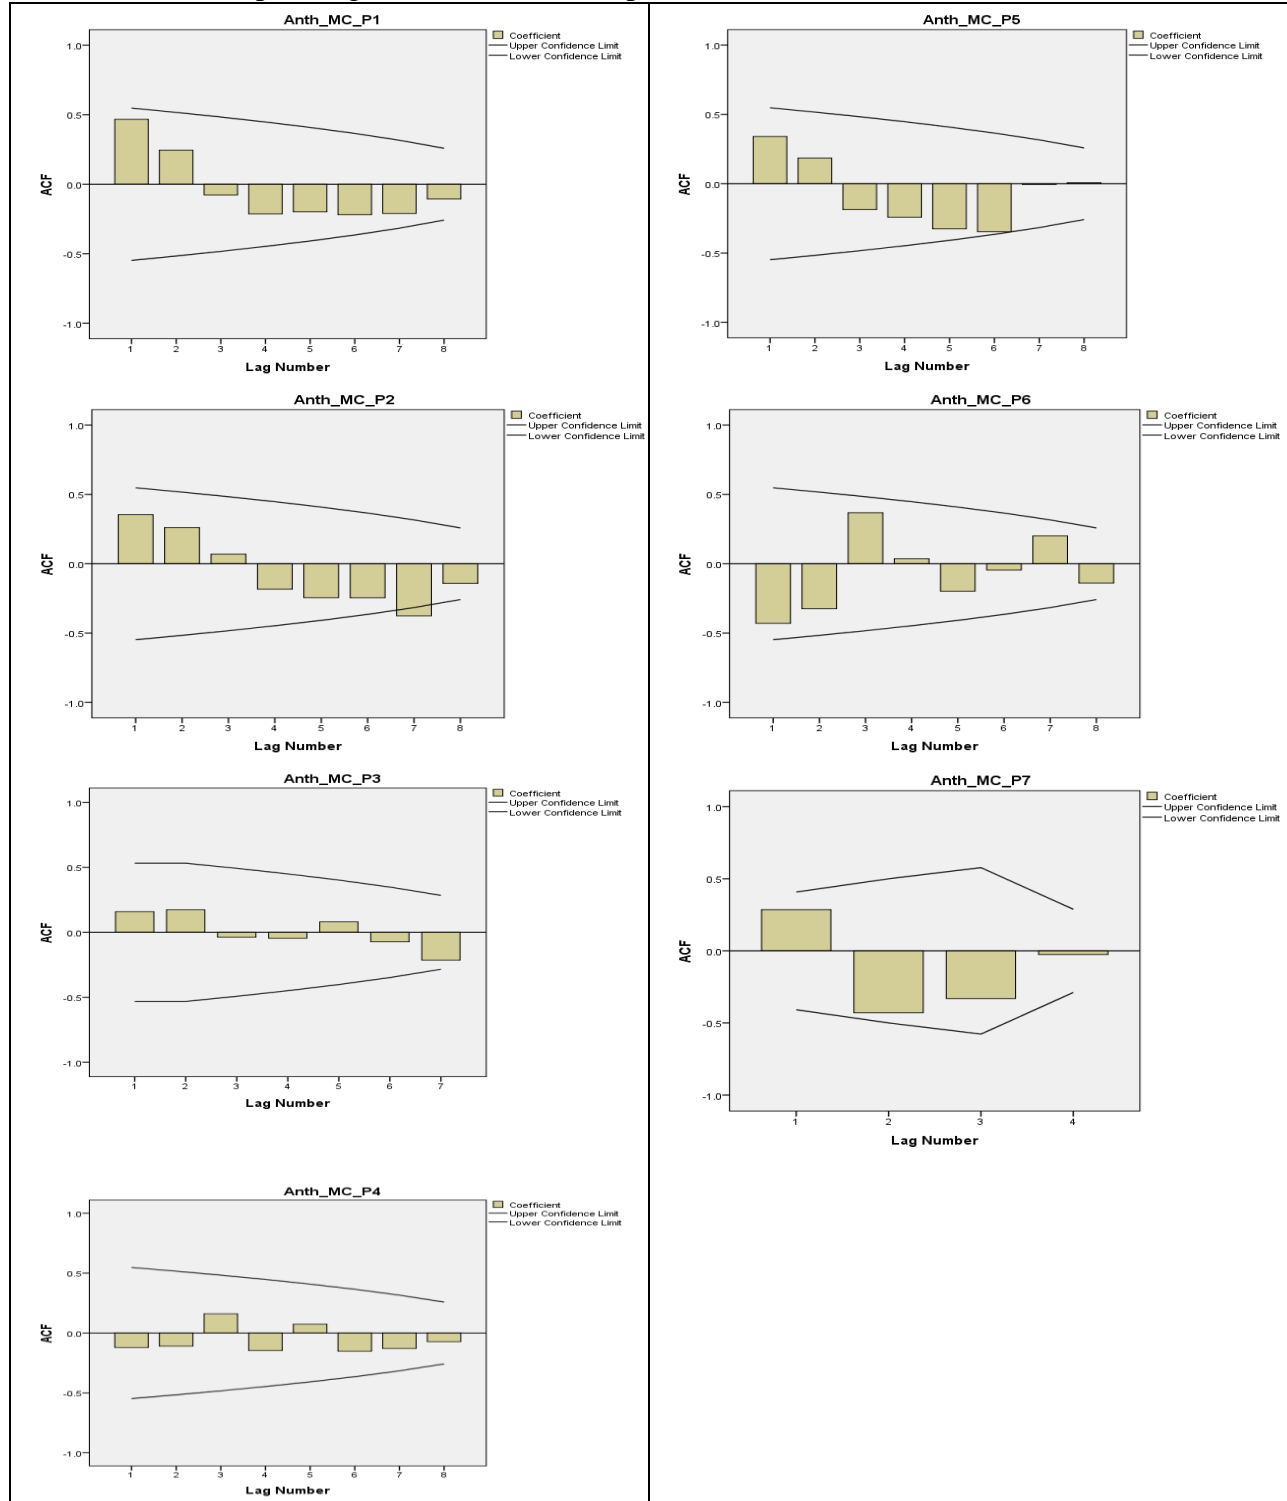 Anth_MC_P1
Coefficient
Upper Confidence Limit
Lower Confidence Limit
1.0
0.5
0.0
-0.5
-1.0
ACF
1 2 3 4 5 6 7 8
Lag Number
Anth_MC_P2
Coefficient
Upper Confidence Limit
Lower Confidence Limit
1.0
0.5
0.0
-0.5
-1.0
ACF
1 2 3 4 5 6 7 8
Lag Number
Anth_MC_P3
Coefficient
Upper Confidence Limit
Lower Confidence Limit
1.0
0.5
0.0
-0.5
-1.0
ACF
1 2 3 4 5 6 7
Lag Number
Anth_MC_P4
Coefficient
Upper Confidence Limit
Lower Confidence Limit
1.0
0.5
0.0
-0.5
-1.0
ACF
1 2 3 4 5 6 7 8
Lag Number
Anth_MC_P5
Coefficient
Upper Confidence Limit
Lower Confidence Limit
1.0
0.5
0.0
-0.5
-1.0
ACF
1 2 3 4 5 6 7 8
Lag Number
Anth_MC_P6
Coefficient
Upper Confidence Limit
Lower Confidence Limit
1.0
0.5
0.0
-0.5
-1.0
ACF
1 2 3 4 5 6 7 8
Lag Number
Anth_MC_P7
Coefficient
Upper Confidence Limit
Lower Confidence Limit
1.0
0.5
0.0
-0.5
-1.0
ACF
1 2 3 4
Lag Number